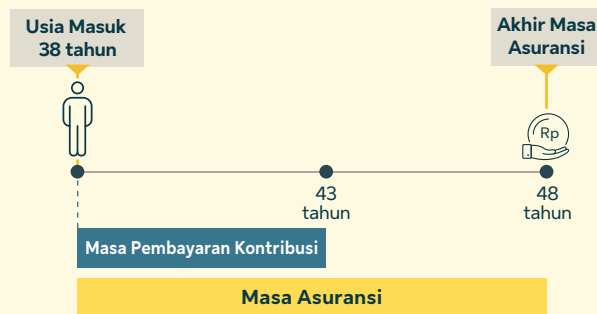 Usia Masuk
38 tahun
Akhir Masa
Asuransi
Rp
43
tahun
48
tahun
Masa Pembayaran Kontribusi
Masa Asuransi